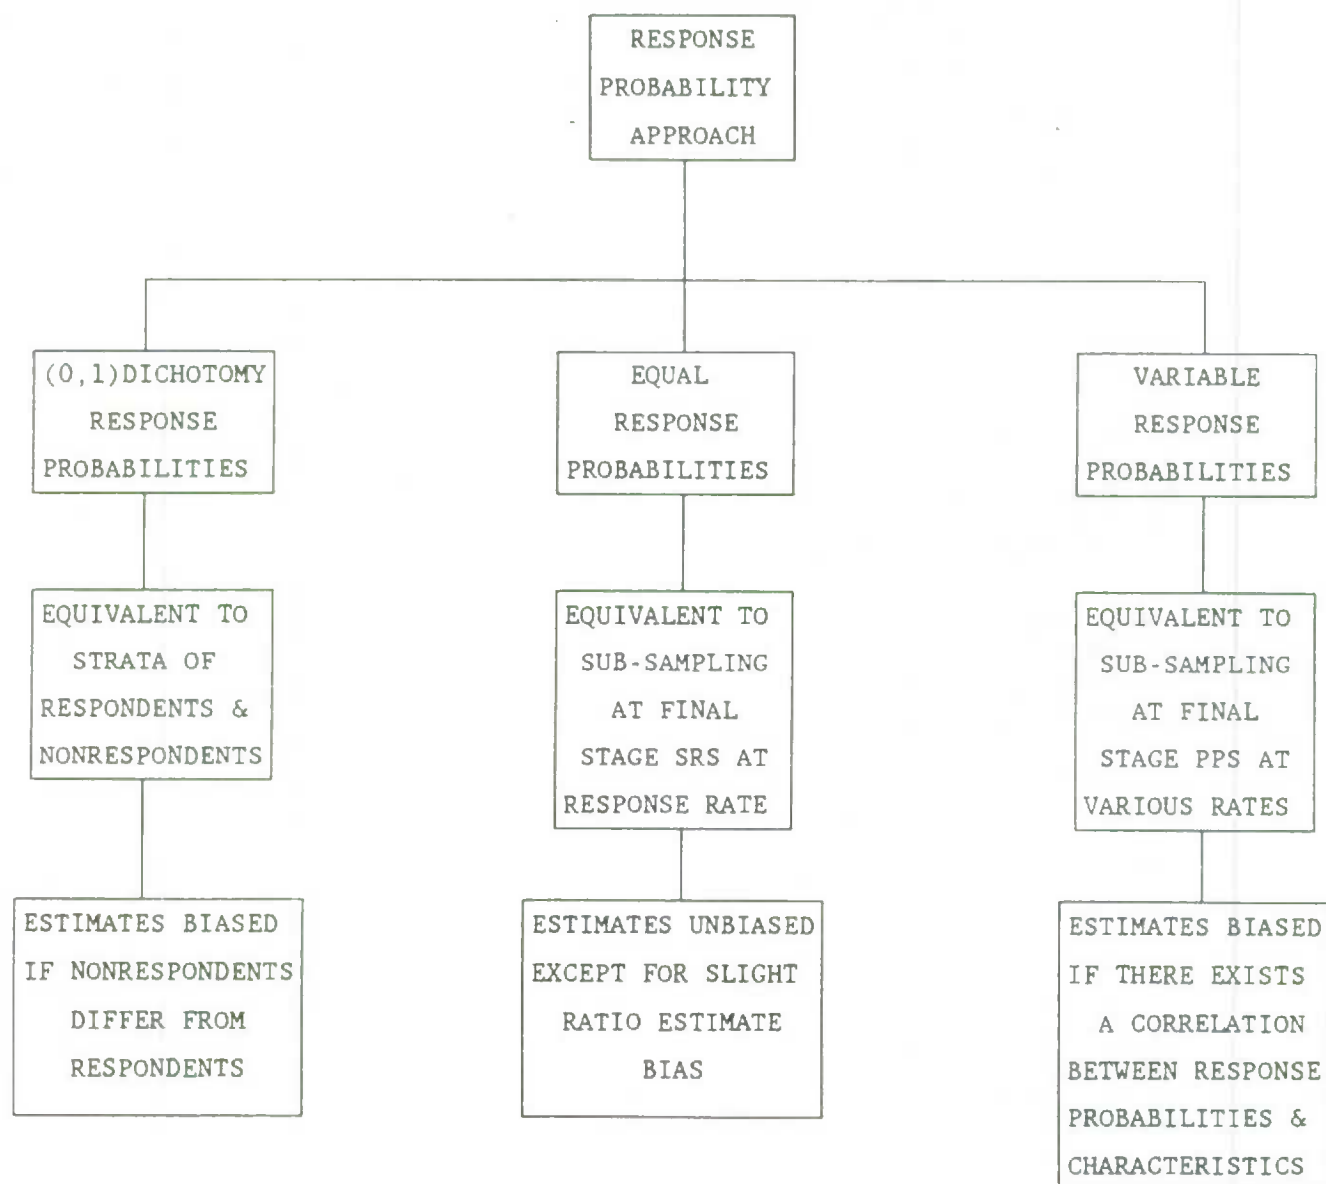 RESPONSE
PROBABILITY
APPROACH
(0,1)DICHOTOMY
RESPONSE
PROBABILITIES
EQUAL
RESPONSE
PROBABILITIES
VARIABLE
RESPONSE
PROBABILITIES
EQUIVALENT TO
STRATA OF
RESPONDENTS &
NONRESPONDENTS
EQUIVALENT TO
SUB-SAMPLING
AT FINAL
STAGE SRS AT
RESPONSE RATE
EQUIVALENT TO
SUB-SAMPLING
AT FINAL
STAGE PPS AT
VARIOUS RATES
ESTIMATES BIASED
IF NONRESPONDENTS
DIFFER FROM
RESPONDENTS
ESTIMATES UNBIASED
EXCEPT FOR SLIGHT
RATIO ESTIMATE
BIAS
ESTIMATES BIASED
IF THERE EXISTS
A CORRELATION
BETWEEN RESPONSE
PROBABILITIES &
CHARACTERISTICS